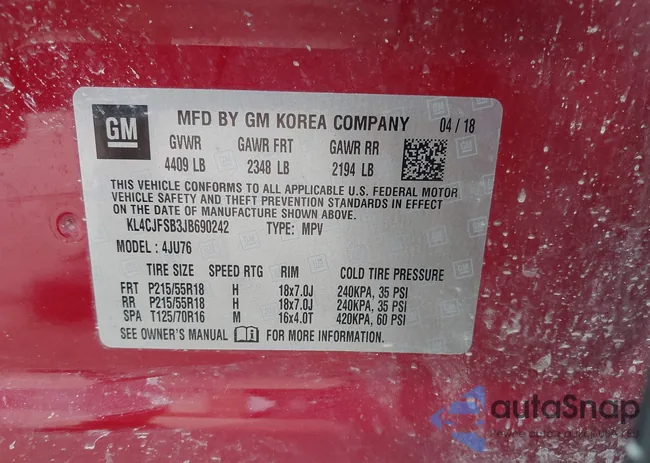 GM
MFD BY GM KOREA COMPANY 04 / 18
GVWR GAWR FRT GAWR RR
4409 LB 2348 LB 2194 LB
THIS VEHICLE CONFORMS TO ALL APPLICABLE U.S. FEDERAL MOTOR
VEHICLE SAFETY AND THEFT PREVENTION STANDARDS IN EFFECT
ON THE DATE OF MANUFACTURE SHOWN ABOVE.
KL4CJFSB3JB690242 TYPE: MPV
MODEL : 4JU76
TIRE SIZE SPEED RTG RIM COLD TIRE PRESSURE
FRT P215/55R18 H 18x7.0J 240KPA, 35 PSI
RR P215/55R18 H 18x7.0J 240KPA, 35 PSI
SPA T125/70R16 M 16x4.0T 420KPA, 60 PSI
SEE OWNER'S MANUAL FOR MORE INFORMATION.
autaSnap